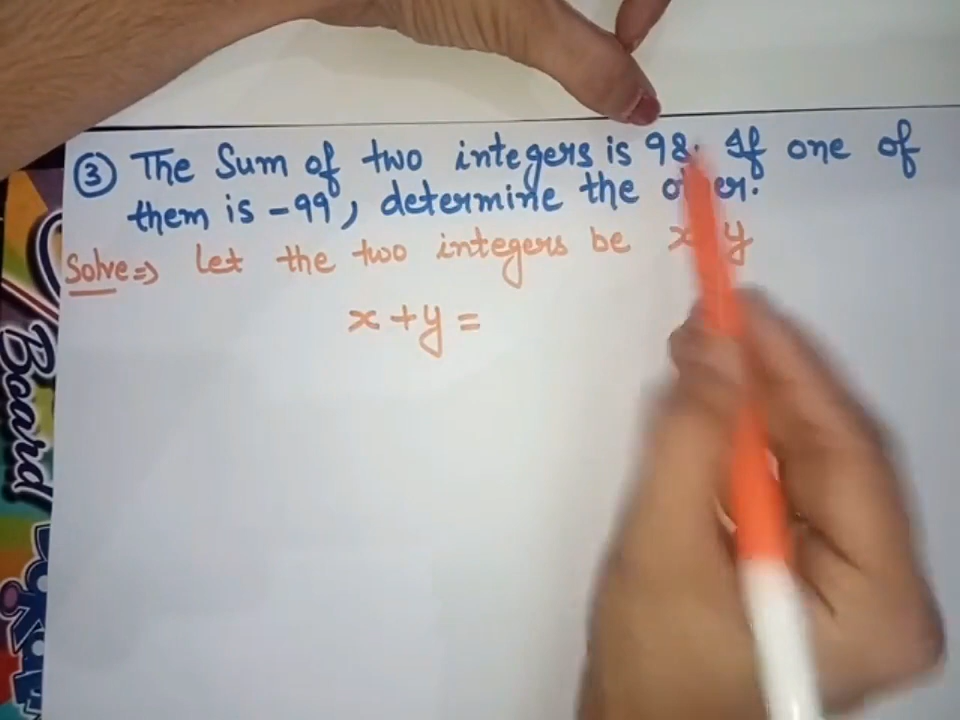 ③ The Sum of two integers is 98. If one of
them is -99, determine the other.
Solve⇒ Let the two integers be x y
x+y=
Board